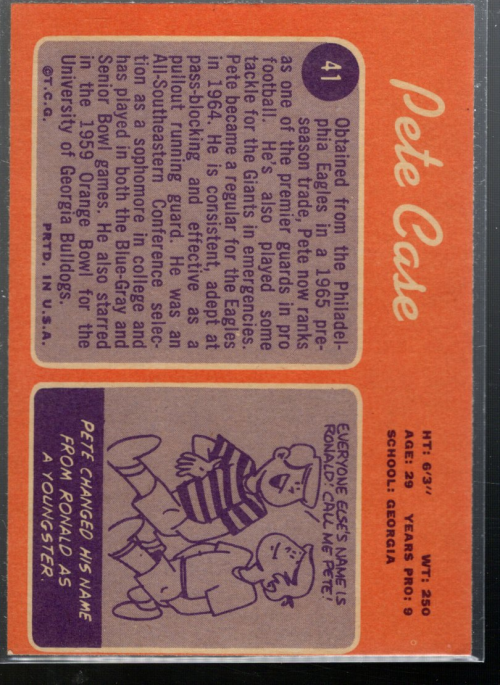 Pete Case
HT: 6'3" WT: 250
AGE: 29 YEARS PRO: 9
SCHOOL: GEORGIA
41
Obtained from the Philadel-
phia Eagles in a 1965 pre-
season trade, Pete now ranks
as one of the premier guards in pro
football. He's also played some
tackle for the Giants in emergencies.
Pete became a regular for the Eagles
in 1964. He is consistent, adept at
pass-blocking and effective as a
pullout running guard. He was an
All-Southeastern Conference selec-
tion as a sophomore in college and
has played in both the Blue-Gray and
Senior Bowl games. He also starred
in the 1959 Orange Bowl for the
University of Georgia Bulldogs.
©T.C.G. PRTD. IN U.S.A.
EVERYONE ELSE'S NAME IS
RONALD! CALL ME PETE!
PETE CHANGED HIS NAME
FROM RONALD AS
A YOUNGSTER.